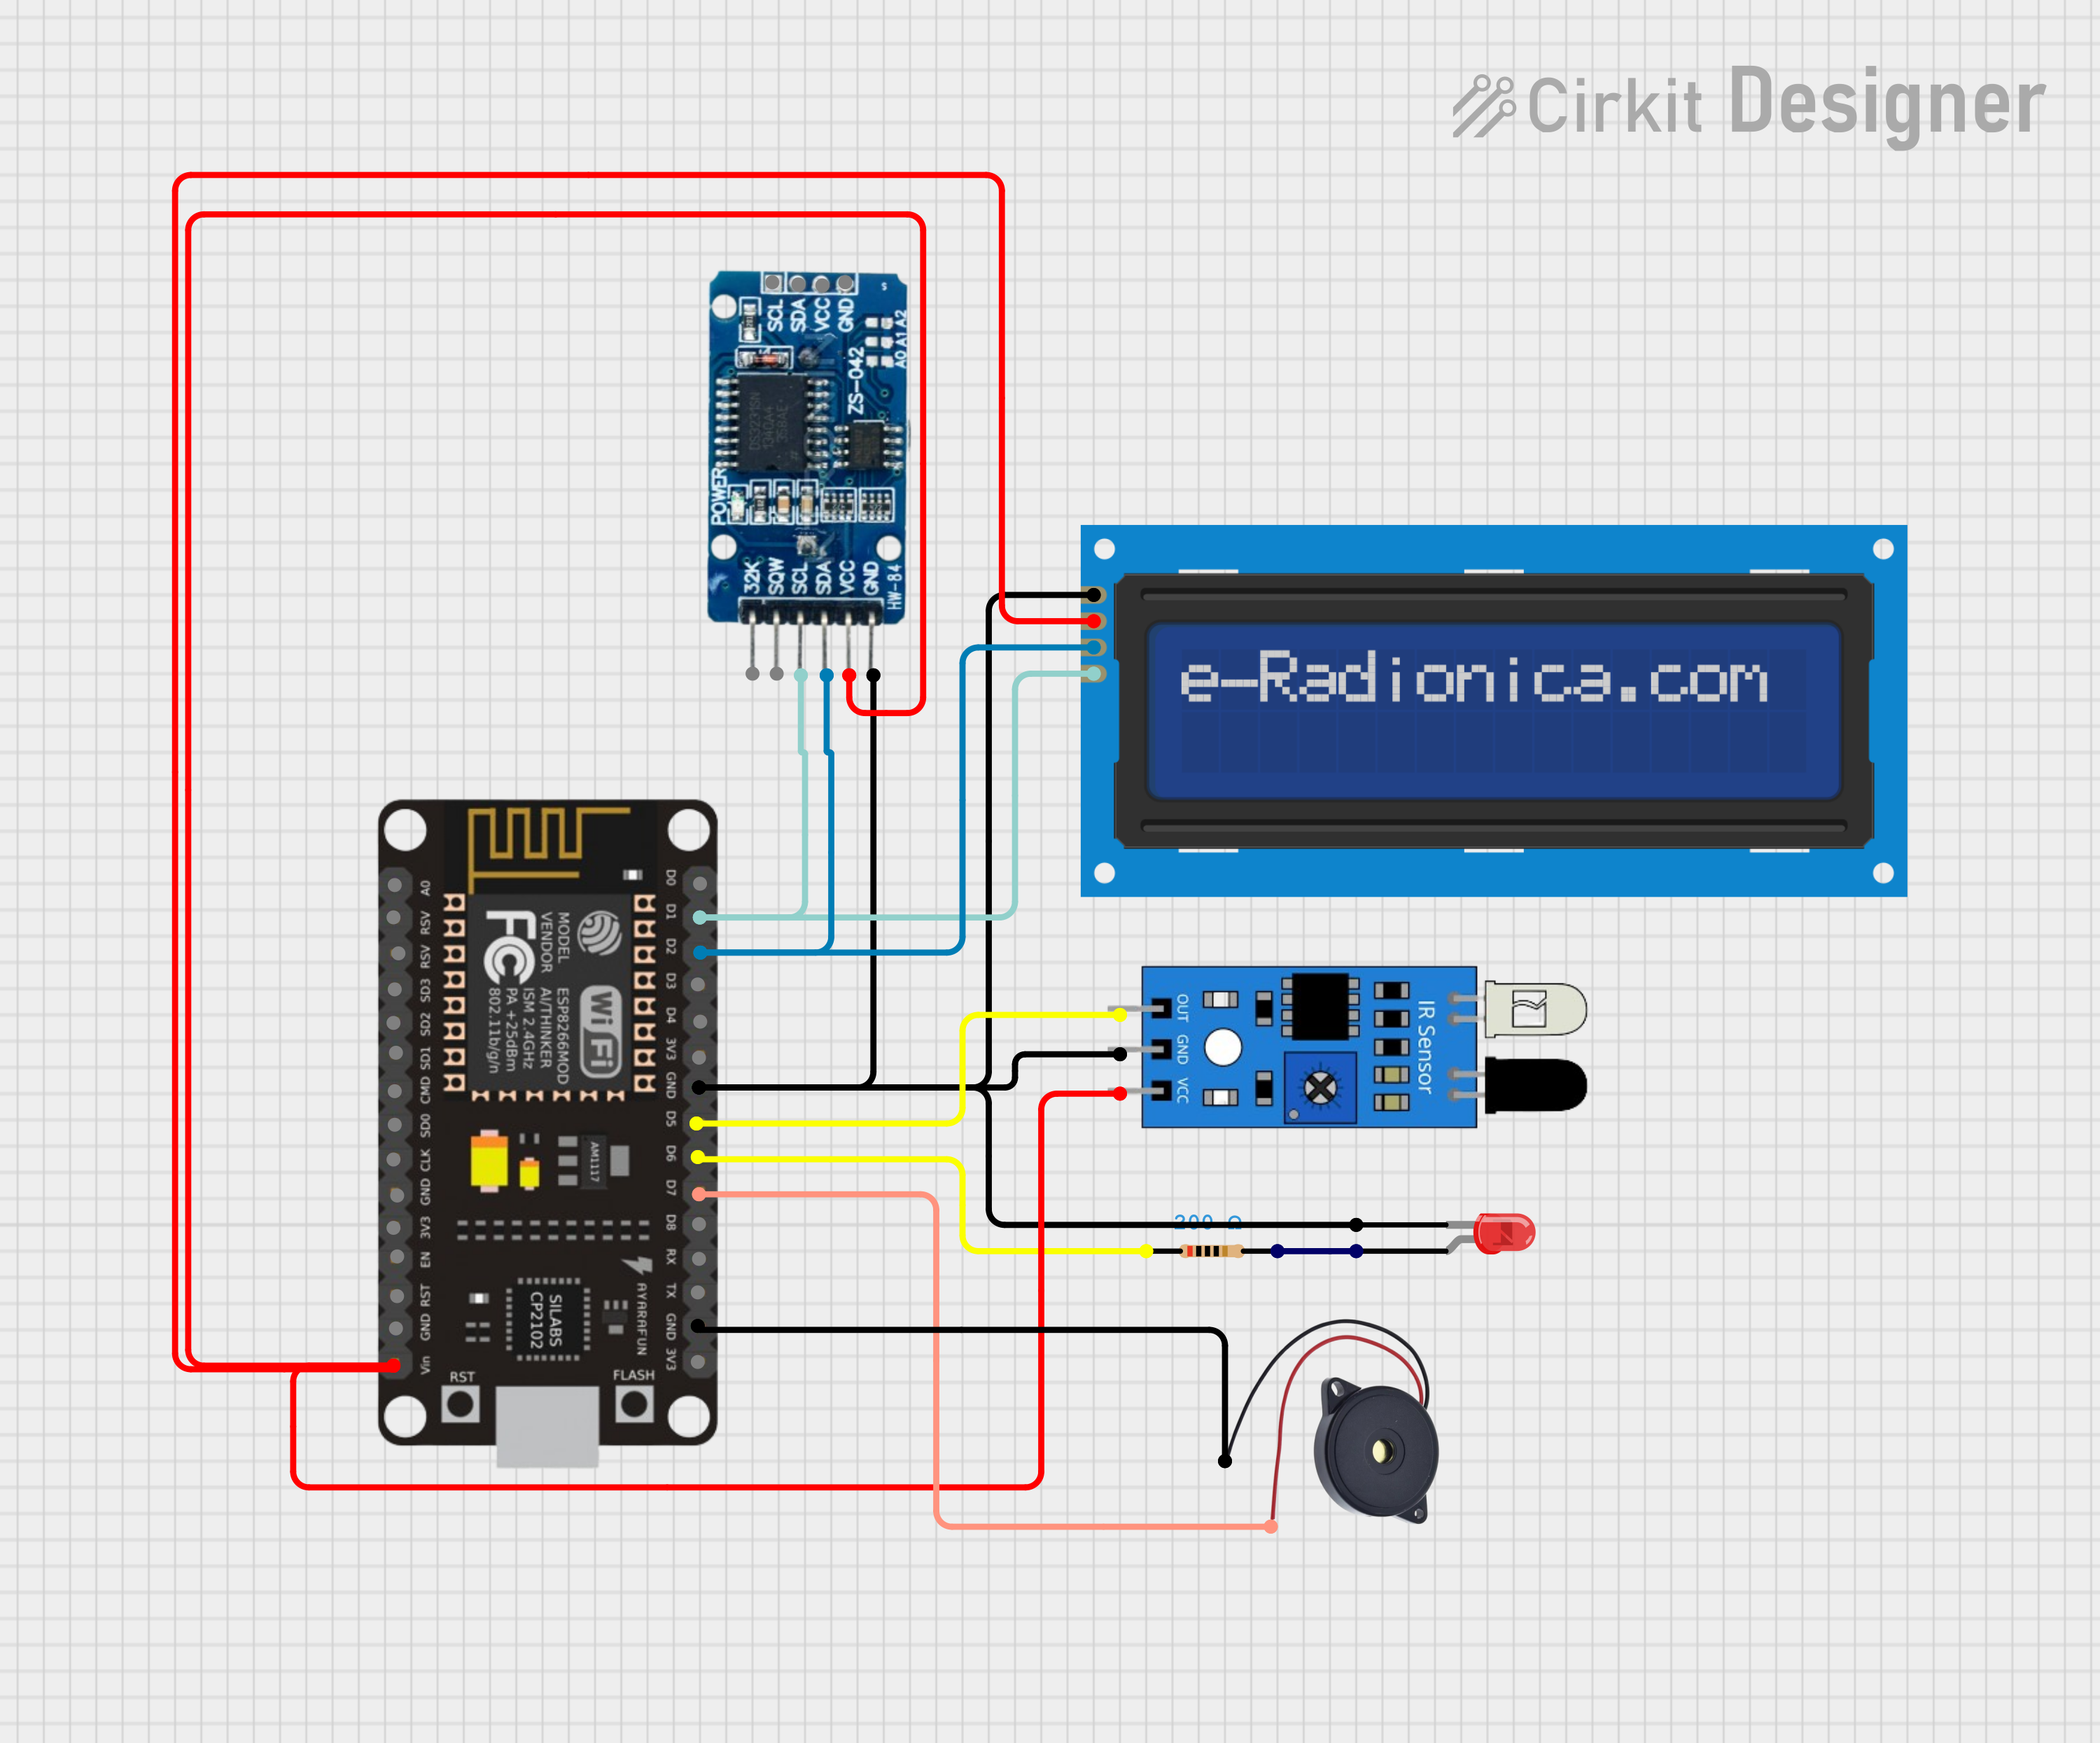 Cirkit Designer
SCL
SDA
VCC
GND
A0 A1 A2
ZS-042
DS3231SN
POWER
32K
SQW
SCL
SDA
VCC
GND
HW-84
e-Radionica.com
A0
RSV
RSV
SD3
SD2
SD1
CMD
SD0
CLK
GND
3V3
EN
RST
GND
Vin
MODEL
VENDOR
ESP8266MOD
AI/THINKER
ISM 2.4GHz
PA +25dBm
802.11b/g/n
FC
WiFi
AM1117
SILABS
CP2102
AYARAFUN
RST
FLASH
D0
D1
D2
D3
D4
3V3
GND
D5
D6
D7
D8
RX
TX
GND
3V3
OUT
GND
VCC
IR Sensor
200 Ω